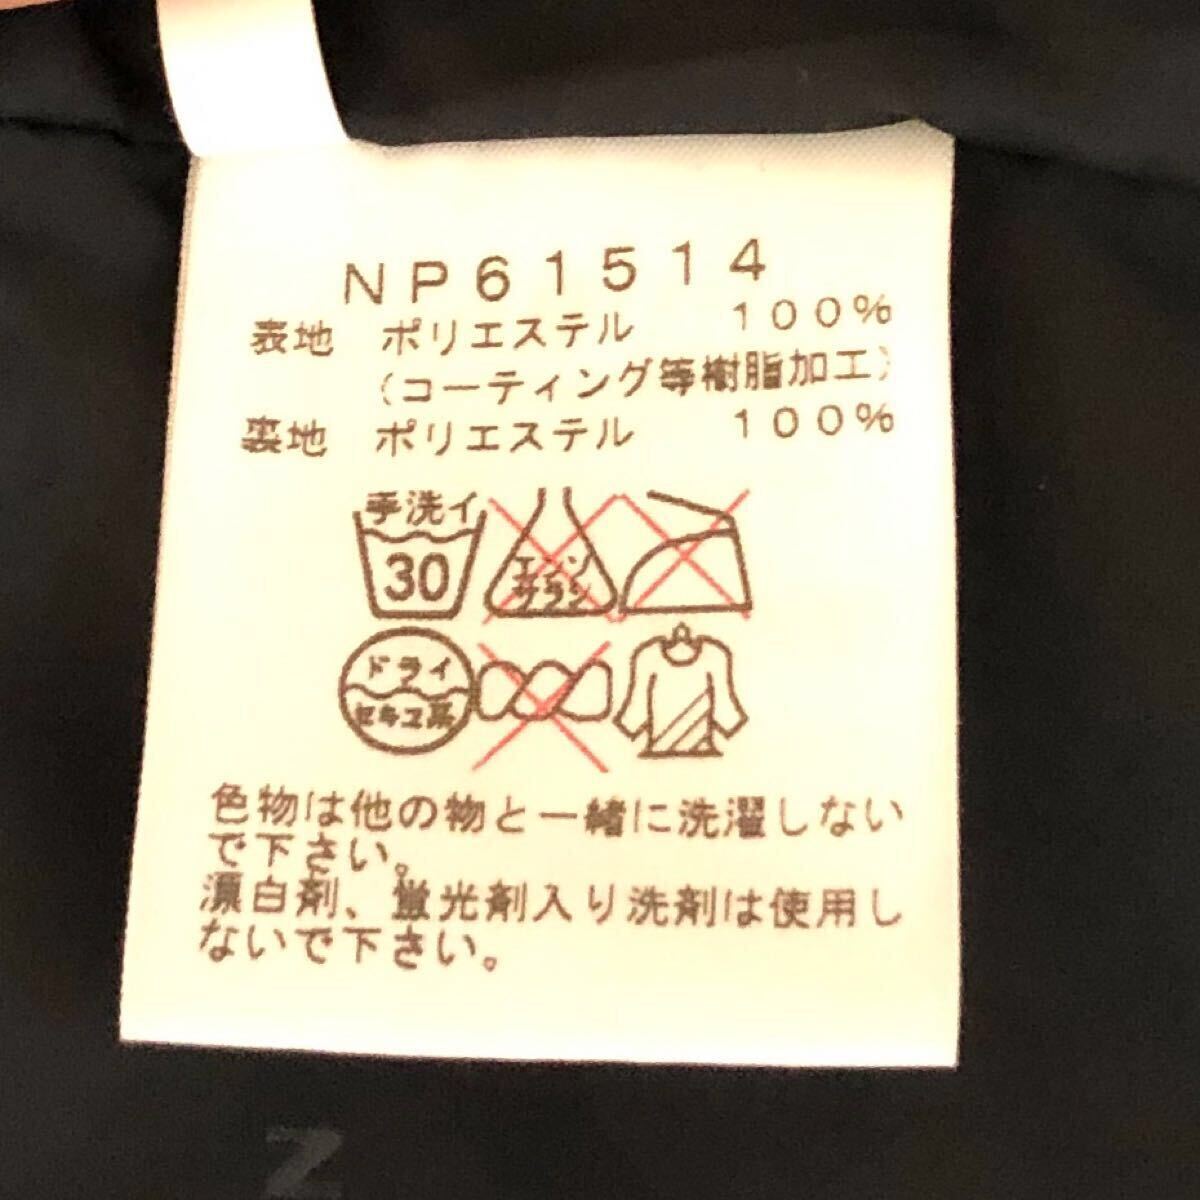 NP61514
表地 ポリエステル 100%
(コーティング等樹脂加工)
裏地 ポリエステル 100%
手洗イ
30
エンソ
サラシ
ドライ
セキユ系
色物は他の物と一緒に洗濯しない
で下さい。
漂白剤、蛍光剤入り洗剤は使用し
ないで下さい。
N